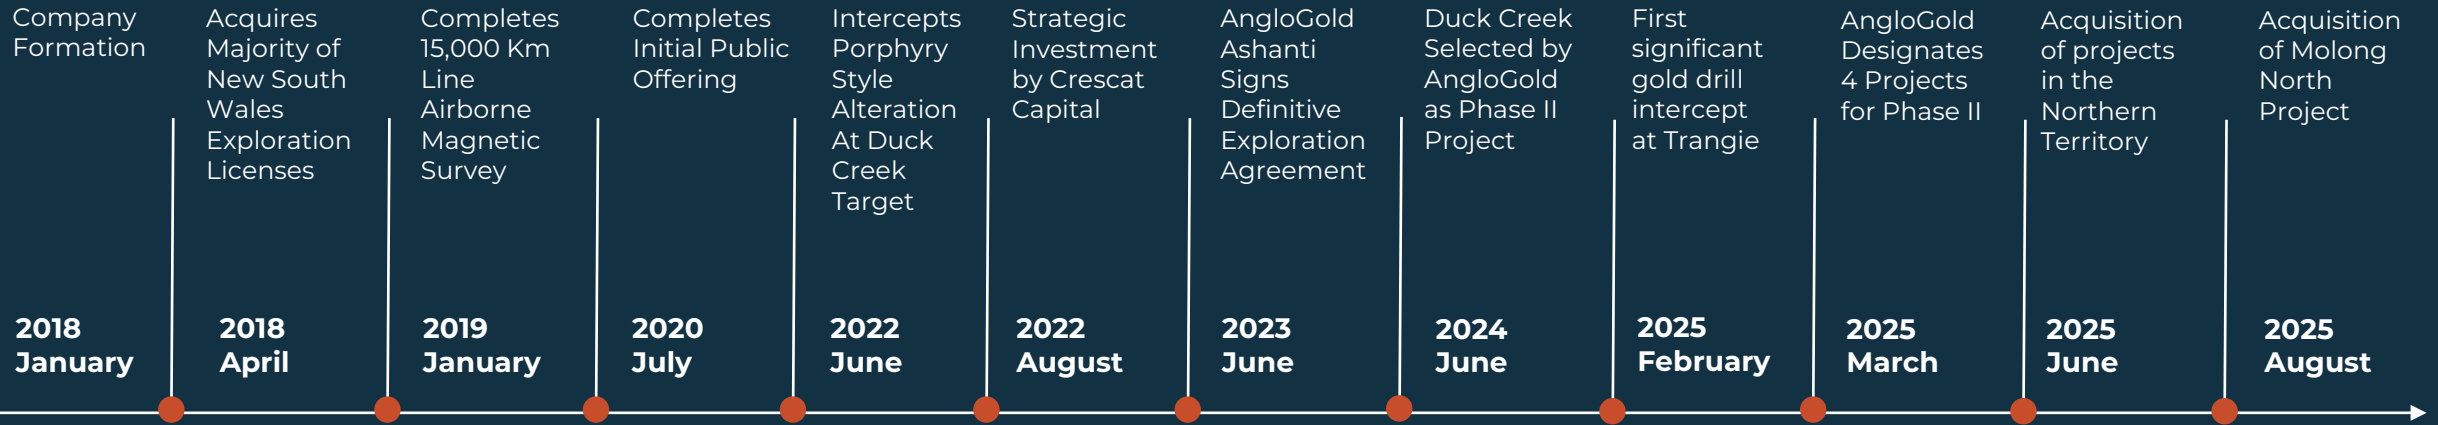 Company
Formation
2018
January
Acquires
Majority of
New South
Wales
Exploration
Licenses
2018
April
Completes
15,000 Km
Line
Airborne
Magnetic
Survey
2019
January
Completes
Initial Public
Offering
2020
July
Intercepts
Porphyry
Style
Alteration
At Duck
Creek
Target
2022
June
Strategic
Investment
by Crescat
Capital
2022
August
AngloGold
Ashanti
Signs
Definitive
Exploration
Agreement
2023
June
Duck Creek
Selected by
AngloGold
as Phase II
Project
2024
June
First
significant
gold drill
intercept
at Trangie
2025
February
AngloGold
Designates
4 Projects
for Phase II
2025
March
Acquisition
of projects
in the
Northern
Territory
2025
June
Acquisition
of Molong
North
Project
2025
August